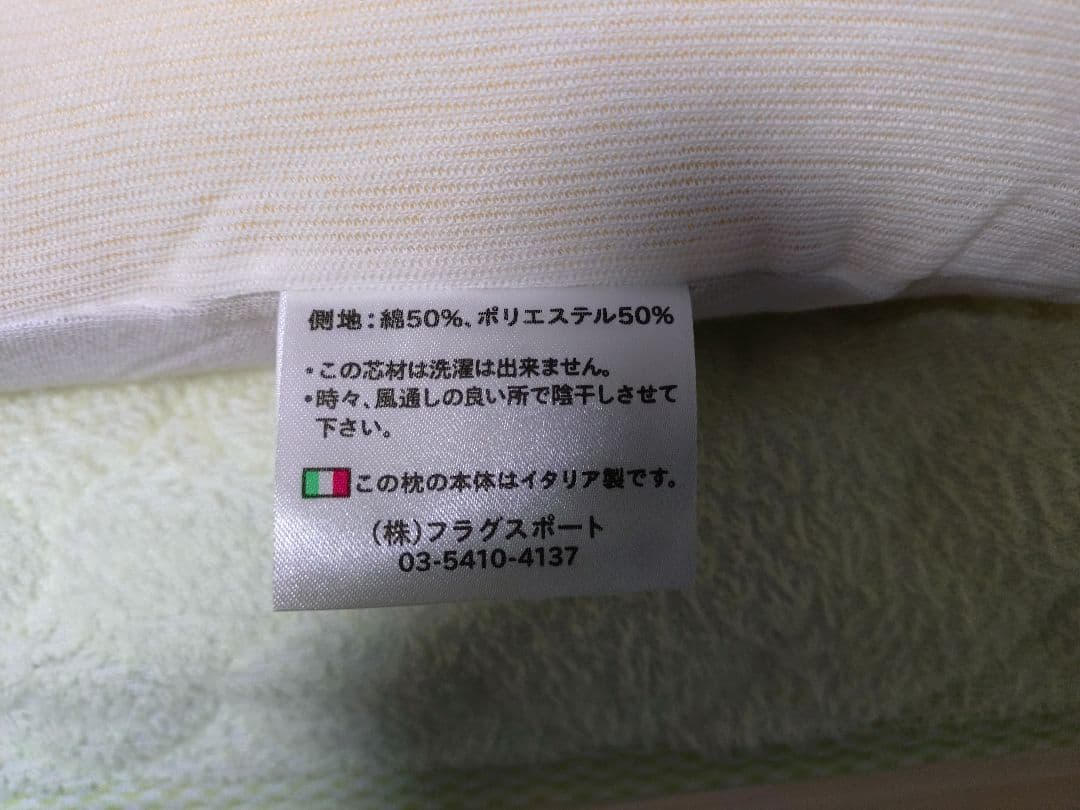 側地：綿50%、ポリエステル50%
・この芯材は洗濯は出来ません。
・時々、風通しの良い所で陰干しさせて
下さい。
この枕の本体はイタリア製です。
（株）フラグスポート
03-5410-4137